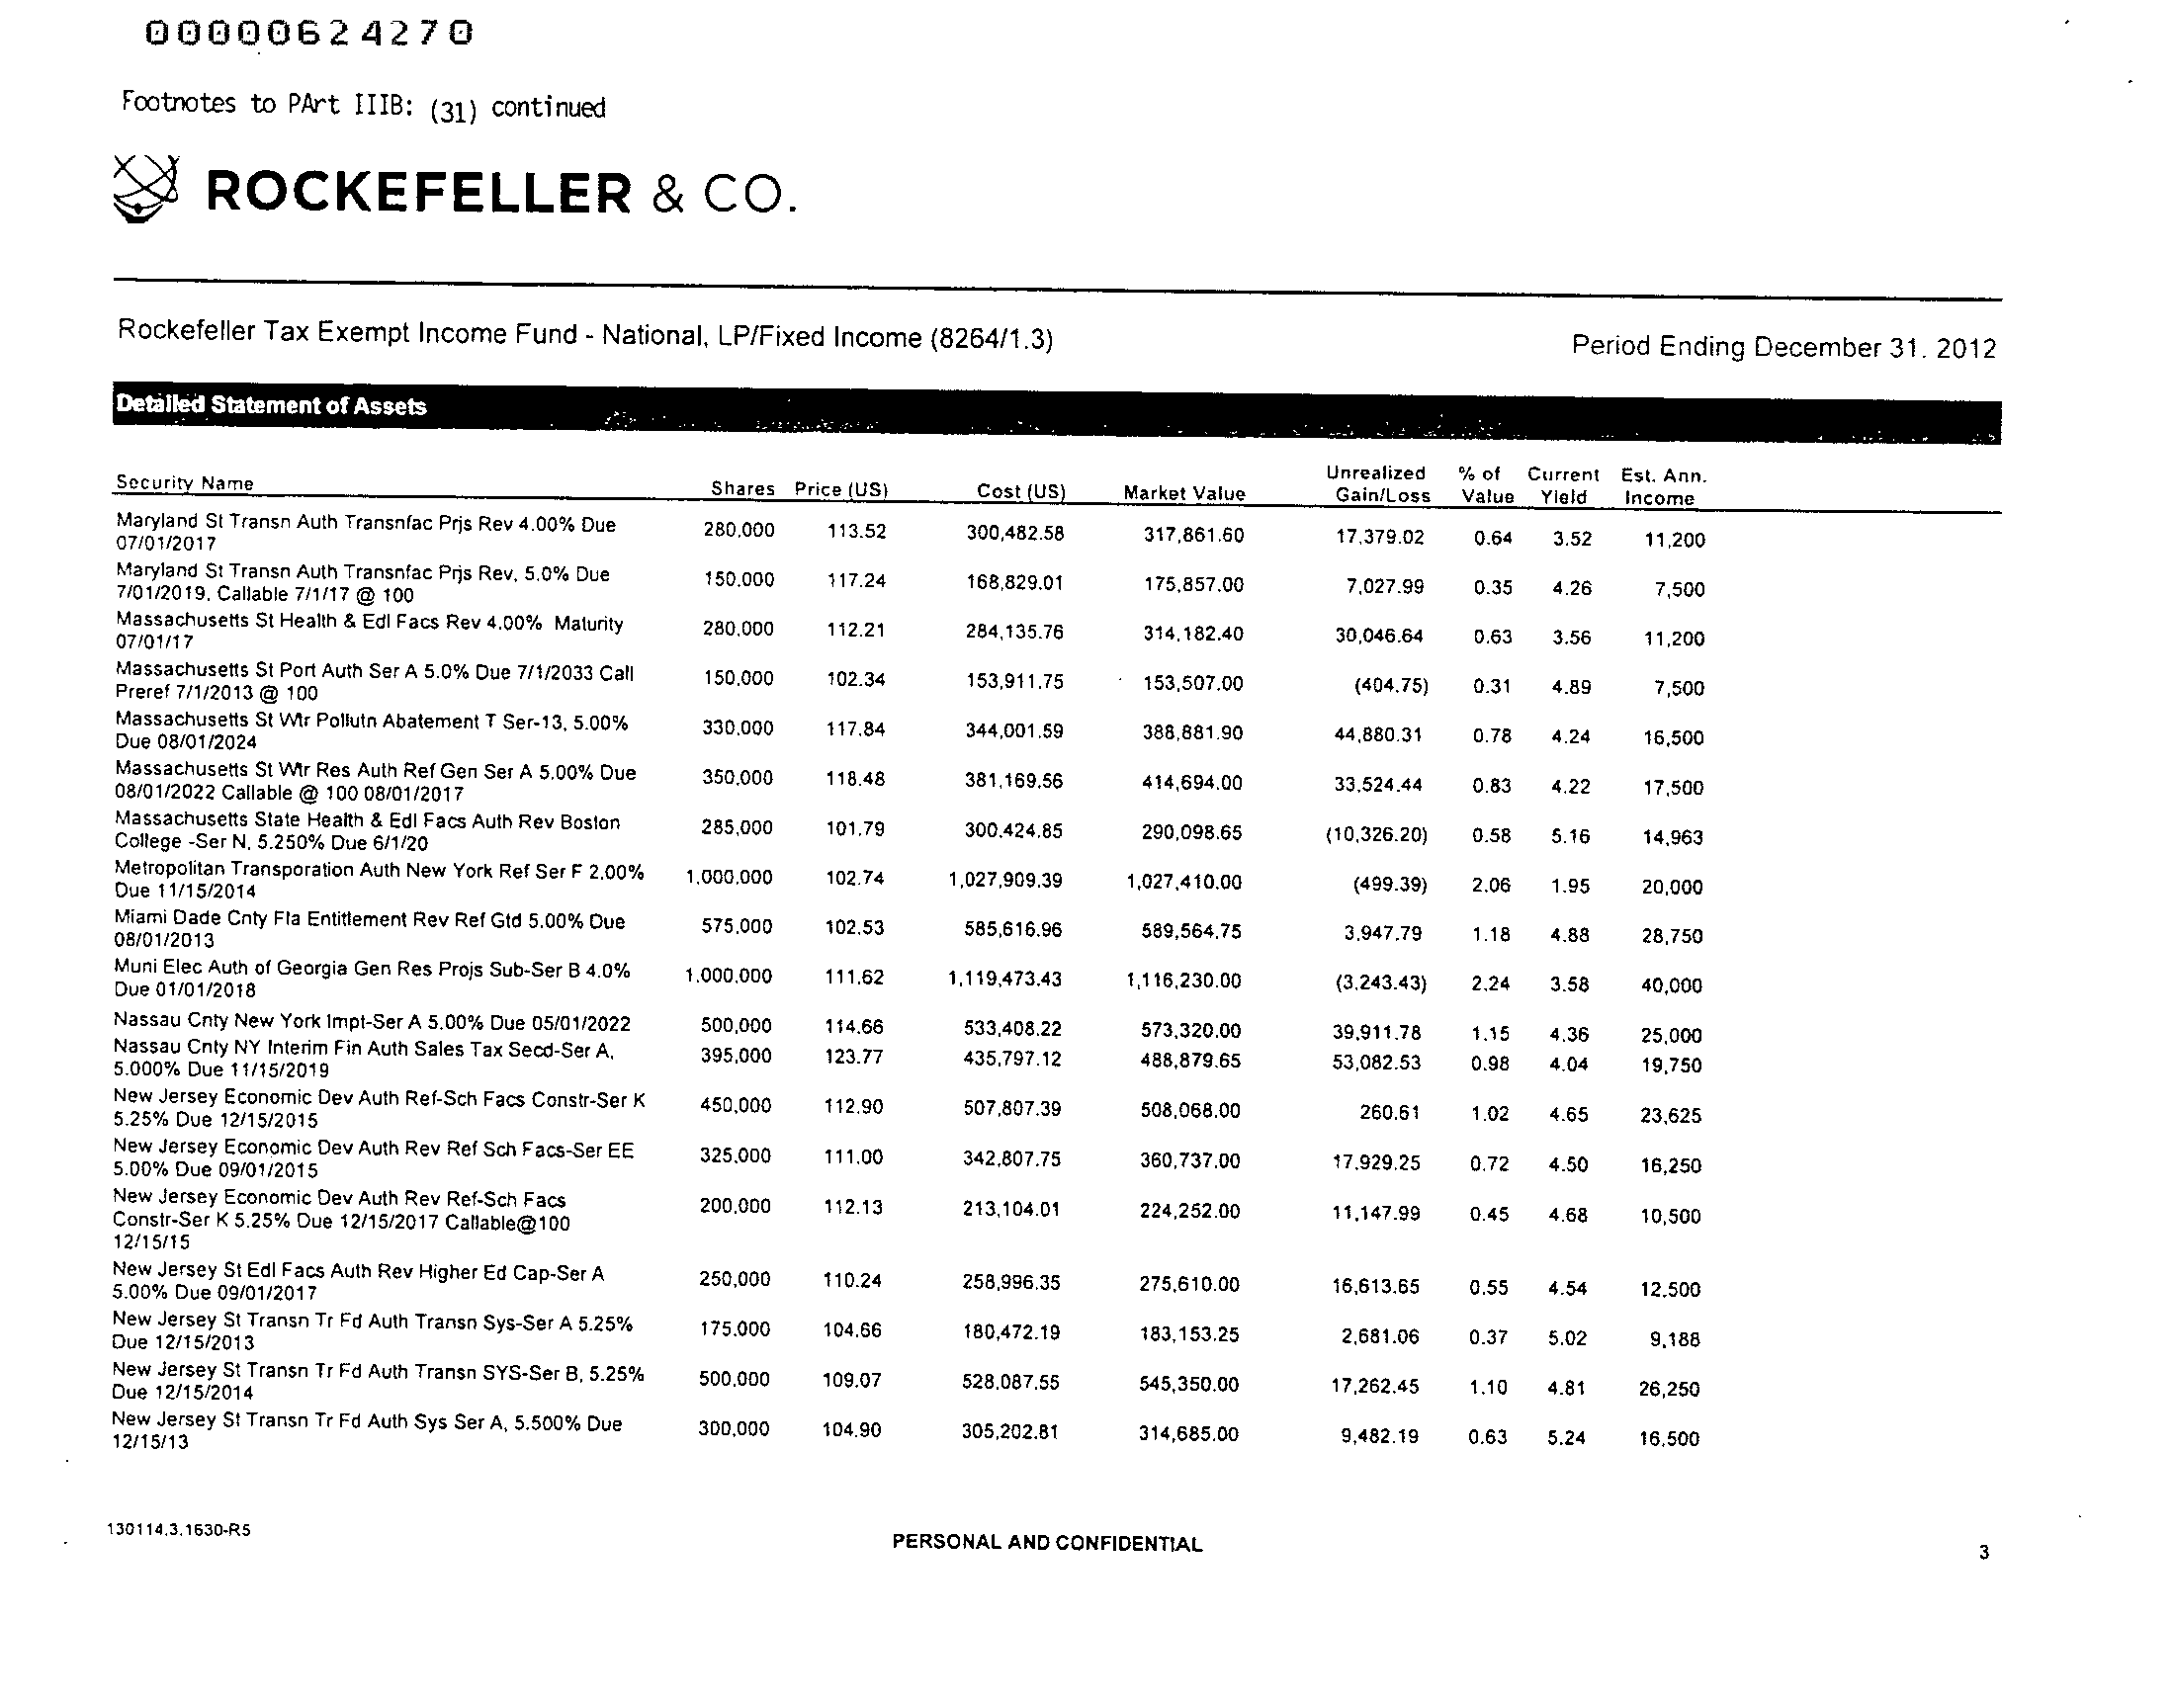 00000624270
Footnotes to PArt IIIB: (31) continued
ROCKEFELLER & CO.
Rockefeller Tax Exempt Income Fund - National, LP/Fixed Income (8264/1.3)
Period Ending December 31. 2012
Detailed Statement of Assets
Security Name Shares Price (US) Cost (US) Market Value Unrealized Gain/Loss % of Value Current Yield Est. Ann. Income
Maryland St Transn Auth Transnfac Prjs Rev 4.00% Due 280,000 113.52 300,482.58 317,861.60 17,379.02 0.64 3.52 11,200
07/01/2017
Maryland St Transn Auth Transnfac Prjs Rev, 5.0% Due 150,000 117.24 168,829.01 175,857.00 7,027.99 0.35 4.26 7,500
7/01/2019, Callable 7/1/17 @ 100
Massachusetts St Health & Edl Facs Rev 4.00% Maturity 280,000 112.21 284,135.76 314,182.40 30,046.64 0.63 3.56 11,200
07/01/17
Massachusetts St Port Auth Ser A 5.0% Due 7/1/2033 Call 150,000 102.34 153,911.75 153,507.00 (404.75) 0.31 4.89 7,500
Preref 7/1/2013 @ 100
Massachusetts St Wtr Pollutn Abatement T Ser-13, 5.00% 330,000 117.84 344,001.59 388,881.90 44,880.31 0.78 4.24 16,500
Due 08/01/2024
Massachusetts St Wtr Res Auth Ref Gen Ser A 5.00% Due 350,000 118.48 381,169.56 414,694.00 33,524.44 0.83 4.22 17,500
08/01/2022 Callable @ 100 08/01/2017
Massachusetts State Health & Edl Facs Auth Rev Boston 285,000 101.79 300,424.85 290,098.65 (10,326.20) 0.58 5.16 14,963
College -Ser N, 5.250% Due 6/1/20
Metropolitan Transporation Auth New York Ref Ser F 2.00% 1,000,000 102.74 1,027,909.39 1,027,410.00 (499.39) 2.06 1.95 20,000
Due 11/15/2014
Miami Dade Cnty Fla Entitlement Rev Ref Gtd 5.00% Due 575,000 102.53 585,616.96 589,564.75 3,947.79 1.18 4.88 28,750
08/01/2013
Muni Elec Auth of Georgia Gen Res Projs Sub-Ser B 4.0% 1,000,000 111.62 1,119,473.43 1,116,230.00 (3,243.43) 2.24 3.58 40,000
Due 01/01/2018
Nassau Cnty New York Impt-Ser A 5.00% Due 05/01/2022 500,000 114.66 533,408.22 573,320.00 39,911.78 1.15 4.36 25,000
Nassau Cnty NY Interim Fin Auth Sales Tax Secd-Ser A, 395,000 123.77 435,797.12 488,879.65 53,082.53 0.98 4.04 19,750
5.000% Due 11/15/2019
New Jersey Economic Dev Auth Ref-Sch Facs Constr-Ser K 450,000 112.90 507,807.39 508,068.00 260.61 1.02 4.65 23,625
5.25% Due 12/15/2015
New Jersey Economic Dev Auth Rev Ref Sch Facs-Ser EE 325,000 111.00 342,807.75 360,737.00 17,929.25 0.72 4.50 16,250
5.00% Due 09/01/2015
New Jersey Economic Dev Auth Rev Ref-Sch Facs 200,000 112.13 213,104.01 224,252.00 11,147.99 0.45 4.68 10,500
Constr-Ser K 5.25% Due 12/15/2017 Callable@100
12/15/15
New Jersey St Edl Facs Auth Rev Higher Ed Cap-Ser A 250,000 110.24 258,996.35 275,610.00 16,613.65 0.55 4.54 12,500
5.00% Due 09/01/2017
New Jersey St Transn Tr Fd Auth Transn Sys-Ser A 5.25% 175,000 104.66 180,472.19 183,153.25 2,681.06 0.37 5.02 9,188
Due 12/15/2013
New Jersey St Transn Tr Fd Auth Transn SYS-Ser B, 5.25% 500,000 109.07 528,087.55 545,350.00 17,262.45 1.10 4.81 26,250
Due 12/15/2014
New Jersey St Transn Tr Fd Auth Sys Ser A, 5.500% Due 300,000 104.90 305,202.81 314,685.00 9,482.19 0.63 5.24 16,500
12/15/13
130114.3.1630-R5
PERSONAL AND CONFIDENTIAL
3